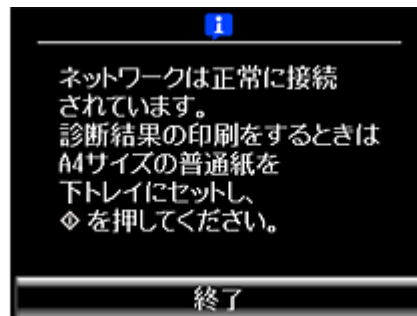 i
ネットワークは正常に接続
されています。
診断結果の印刷をするときは
A4サイズの普通紙を
下トレイにセットし、
を押してください。
終了